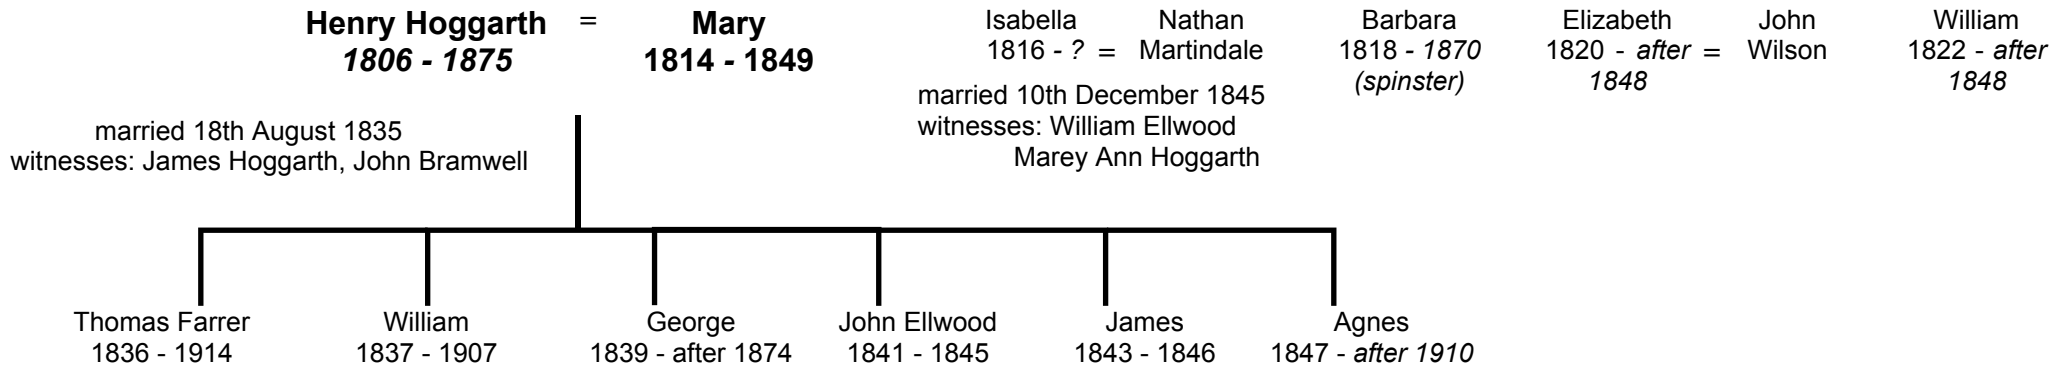 Henry Hoggarth = Mary
1806 - 1875 1814 - 1849
Isabella Nathan
1816 - ? = Martindale
Barbara
1818 - 1870
(spinster)
Elizabeth John
1820 - after = Wilson
1848
William
1822 - after
1848
married 18th August 1835
witnesses: James Hoggarth, John Bramwell
married 10th December 1845
witnesses: William Ellwood
Marey Ann Hoggarth
Thomas Farrer
1836 - 1914
William
1837 - 1907
George
1839 - after 1874
John Ellwood
1841 - 1845
James
1843 - 1846
Agnes
1847 - after 1910